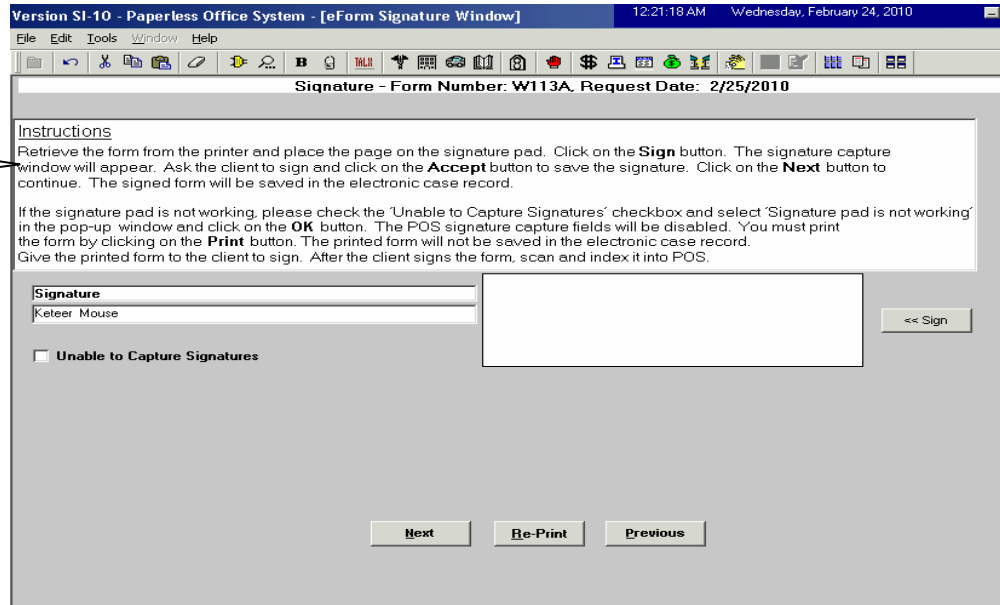 Version SI-10 - Paperless Office System - [eForm Signature Window] 12:21:18 AM Wednesday, February 24, 2010
File Edit Tools Window Help
B TALX
Signature - Form Number: W113A, Request Date: 2/25/2010
Instructions
Retrieve the form from the printer and place the page on the signature pad. Click on the Sign button. The signature capture
window will appear. Ask the client to sign and click on the Accept button to save the signature. Click on the Next button to
continue. The signed form will be saved in the electronic case record.
If the signature pad is not working, please check the 'Unable to Capture Signatures' checkbox and select 'Signature pad is not working'
in the pop-up window and click on the OK button. The POS signature capture fields will be disabled. You must print
the form by clicking on the Print button. The printed form will not be saved in the electronic case record.
Give the printed form to the client to sign. After the client signs the form, scan and index it into POS.
Signature
Keteer Mouse
<< Sign
Unable to Capture Signatures
Next Re-Print Previous